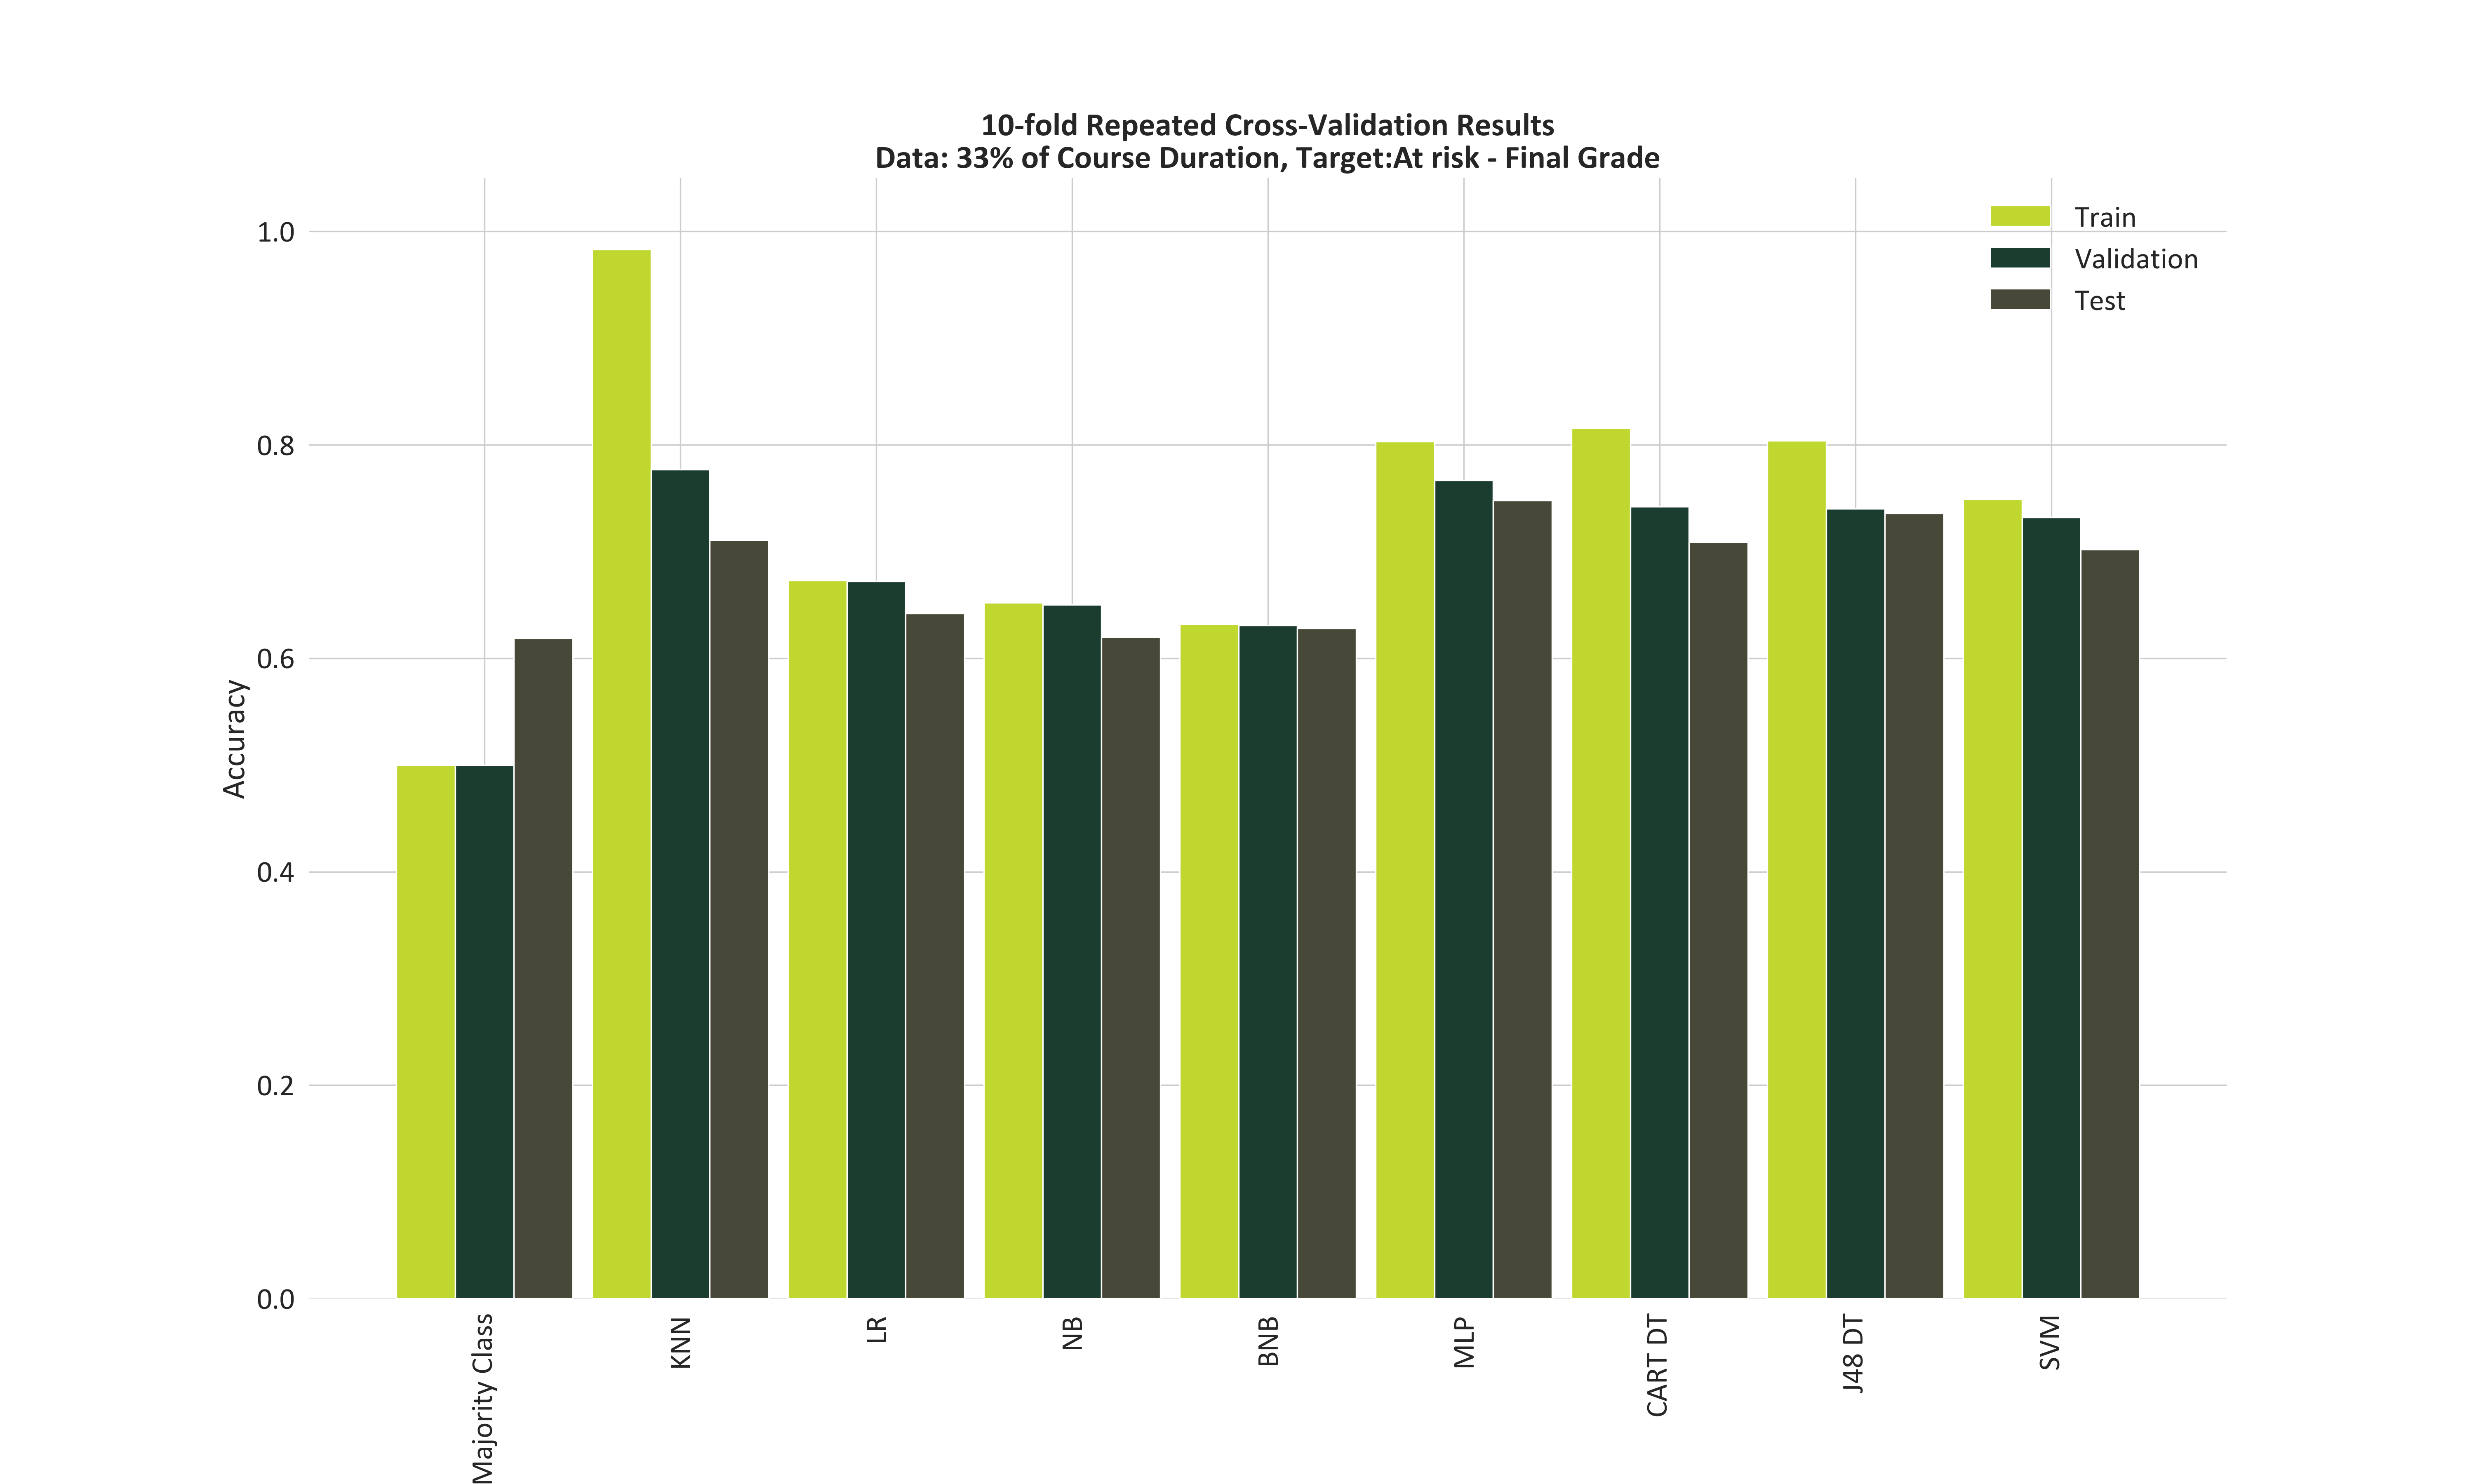 10-fold Repeated Cross-Validation Results
Data: 33% of Course Duration, Target:At risk - Final Grade
Train
Validation
Test
1.0
0.8
0.6
0.4
0.2
0.0
Accuracy
Majority Class
KNN
LR
NB
BNB
MLP
CART DT
J48 DT
SVM